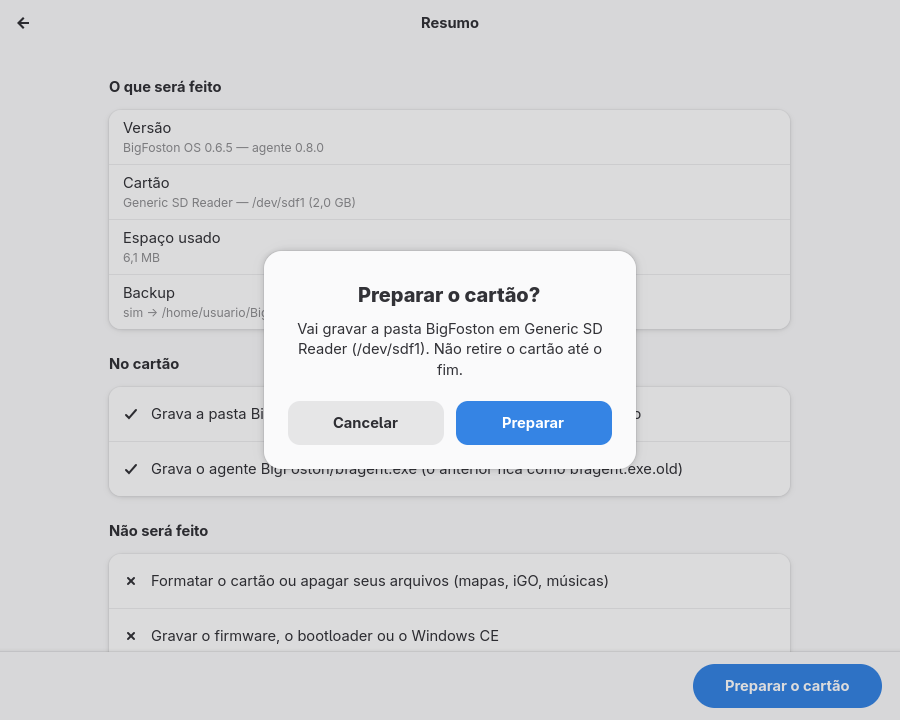 Resumo
O que será feito
Versão
BigFoston OS 0.6.5 — agente 0.8.0
Cartão
Generic SD Reader — /dev/sdf1 (2,0 GB)
Espaço usado
6,1 MB
Backup
sim → /home/usuario/Big
Preparar o cartão?
Vai gravar a pasta BigFoston em Generic SD
Reader (/dev/sdf1). Não retire o cartão até o
fim.
Cancelar
Preparar
No cartão
Grava a pasta
Grava o agente BigFoston/bfagent.exe (o anterior fica como bfagent.exe.old)
Não será feito
Formatar o cartão ou apagar seus arquivos (mapas, iGO, músicas)
Gravar o firmware, o bootloader ou o Windows CE
Preparar o cartão